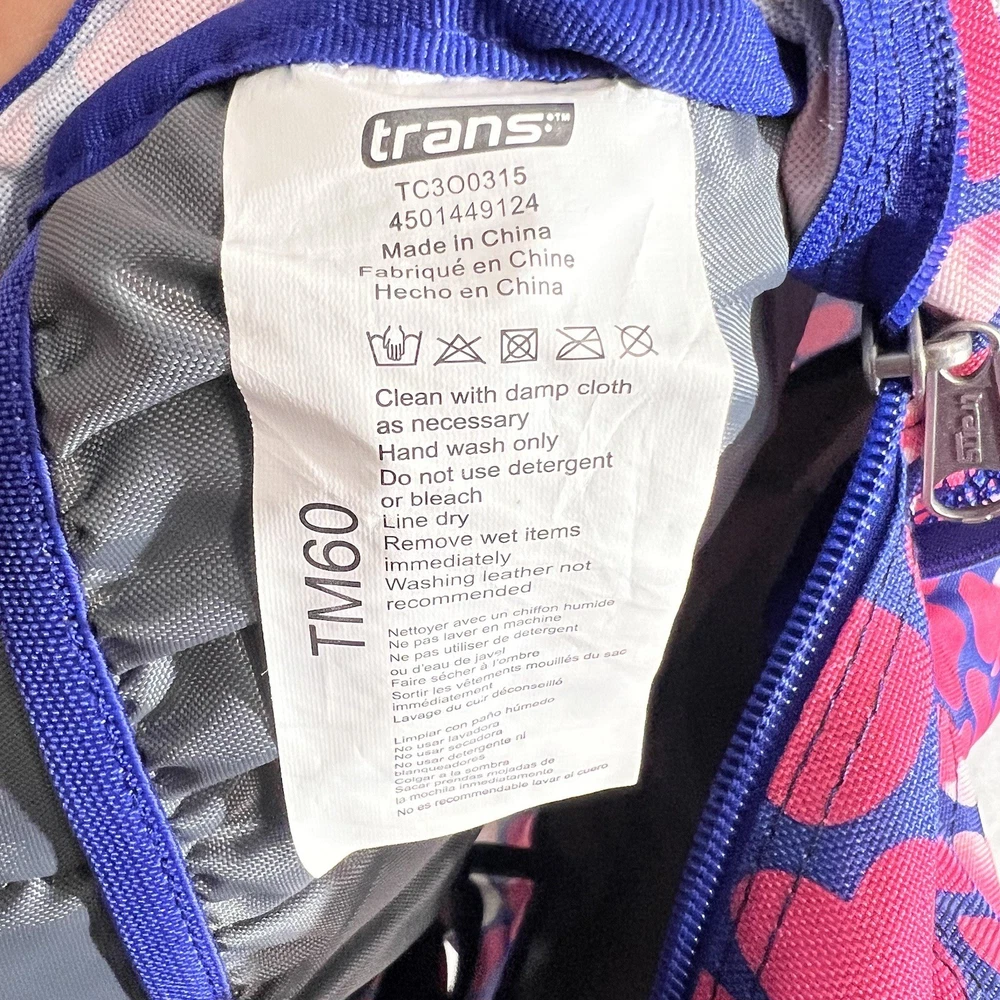 trans:™
TC3O0315
4501449124
Made in China
Fabriqué en Chine
Hecho en China
Clean with damp cloth
as necessary
Hand wash only
Do not use detergent
or bleach
Line dry
Remove wet items
immediately
Washing leather not
recommended
Nettoyer avec un chiffon humide
Ne pas laver en machine
Ne pas utiliser de detergent
ou d'eau de javel
Faire sécher à l'ombre
Sortir les vêtements mouillés du sac
immédiatement
Lavage du cuir déconseillé
Limpiar con paño húmedo
No usar lavadora
No usar secadora
No usar detergente ni
blanqueadores
Colgar a la sombra
Sacar prendas mojadas de
la mochila inmediatamente
No es recommendable lavar el cuero
TM60
trans